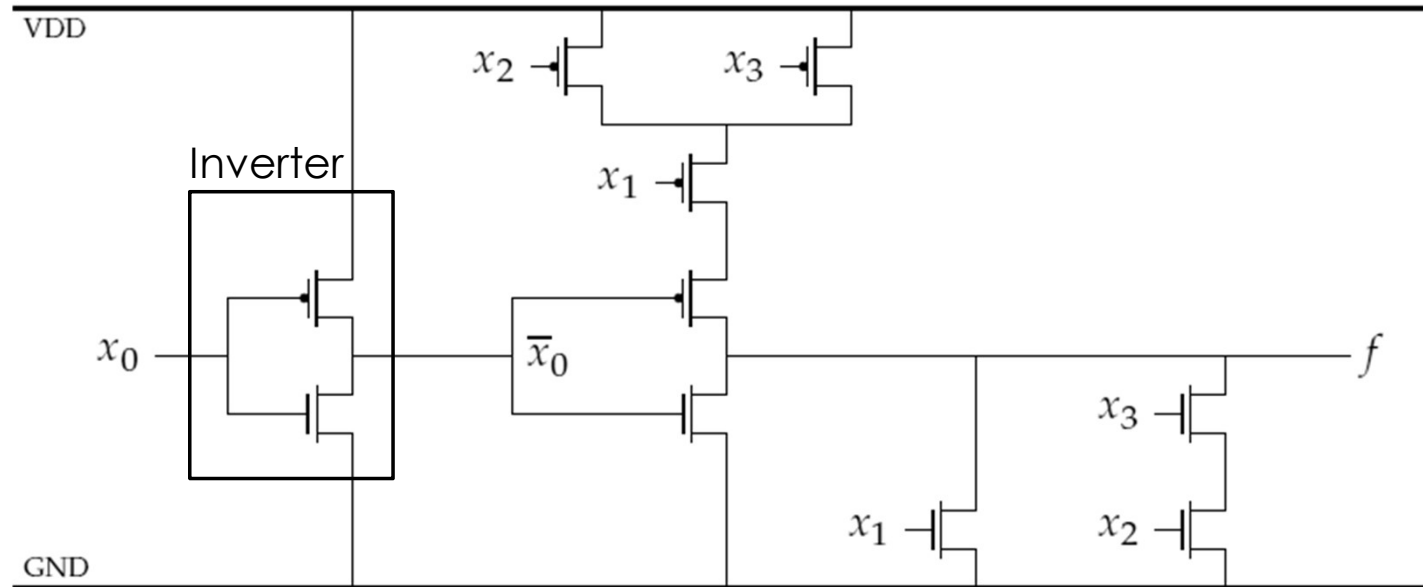 VDD
x₂
x₃
Inverter
x₁
x₀
x̄₀
f
x₃
x₁
x₂
GND